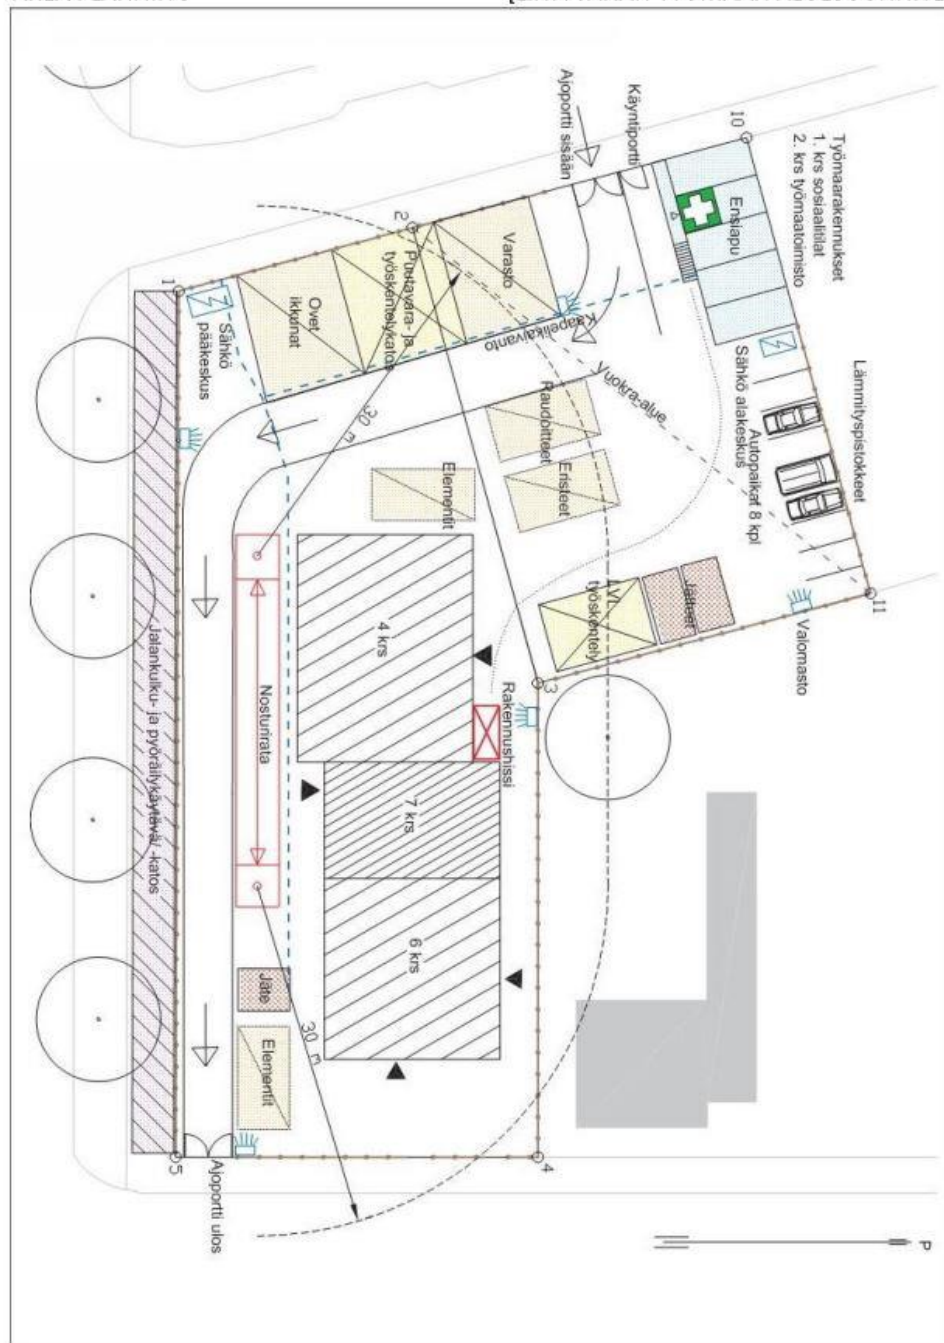 Työmaarakennukset
1. krs sosiaalitilat
2. krs työmaatoimisto
10
Käyntiportti
Ajoportti sisään
Ensiapu
Lämmityspistokkeet
Sähkö alakeskus
Autopaikat 8 kpl
11
Valomasto
2
Varasto
Puutavara- ja
työskentelykatos
Ovet
ikkunat
1
Sähkö
pääkeskus
Kaapelikaivanto
Vuokra-alue
30 m
Raudoitteet
Eristeet
Elementit
LVI
työskentely
Jätteet
3
Rakennushissi
4 krs
7 krs
6 krs
Nosturirata
Jalankulku- ja pyöräilykäytävä/ -katos
Jäte
Elementit
30 m
4
5
Ajoportti ulos
P